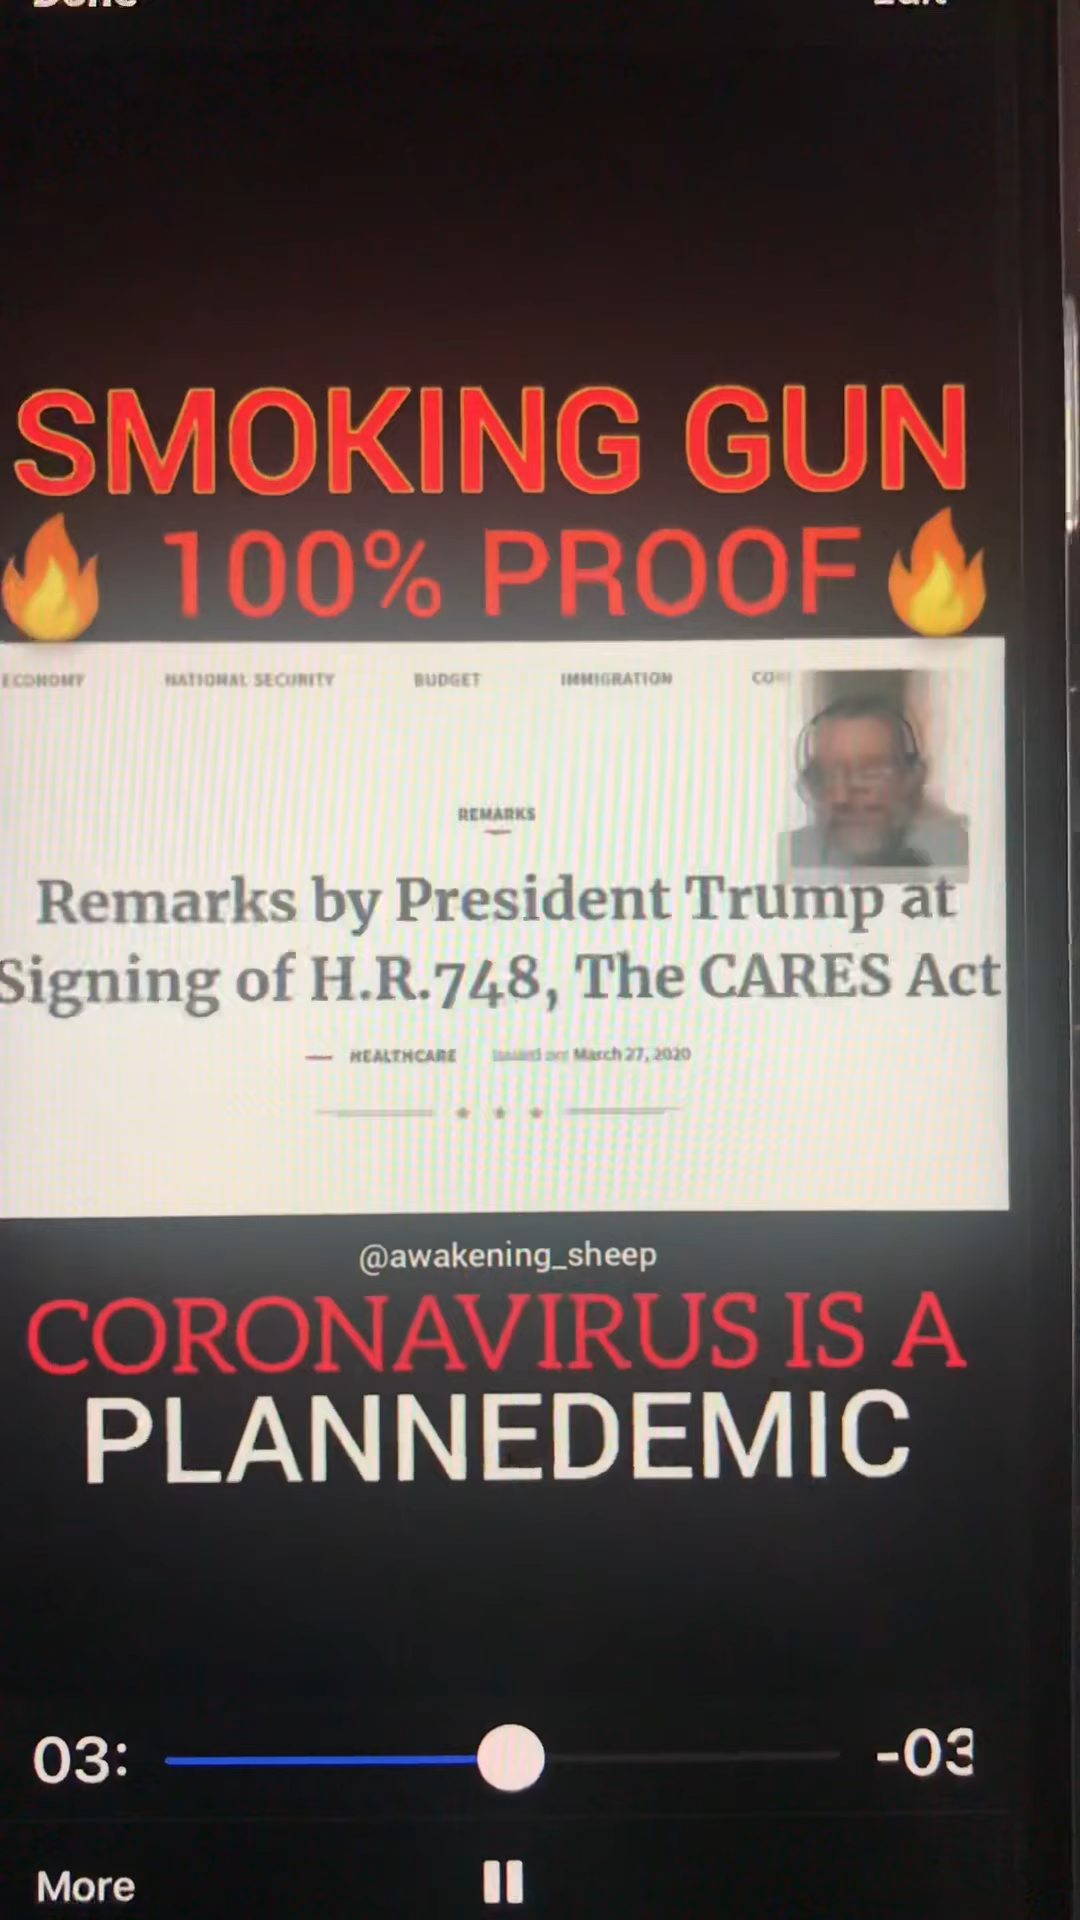 SMOKING GUN
100% PROOF
ECONOMY NATIONAL SECURITY BUDGET IMMIGRATION
REMARKS
Remarks by President Trump at
Signing of H.R.748, The CARES Act
HEALTHCARE March 27, 2020
@awakening_sheep
CORONAVIRUS IS A
PLANNEDEMIC
03: -03
More